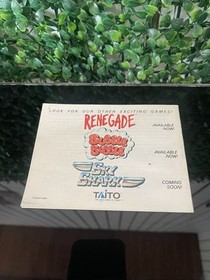 LOOK FOR OUR OTHER EXCITING GAMES!
RENEGADE
AVAILABLE
NOW!
BUBBLE
BOBBLE
AVAILABLE
NOW!
SKY
SHARK
COMING
SOON!
TAITO